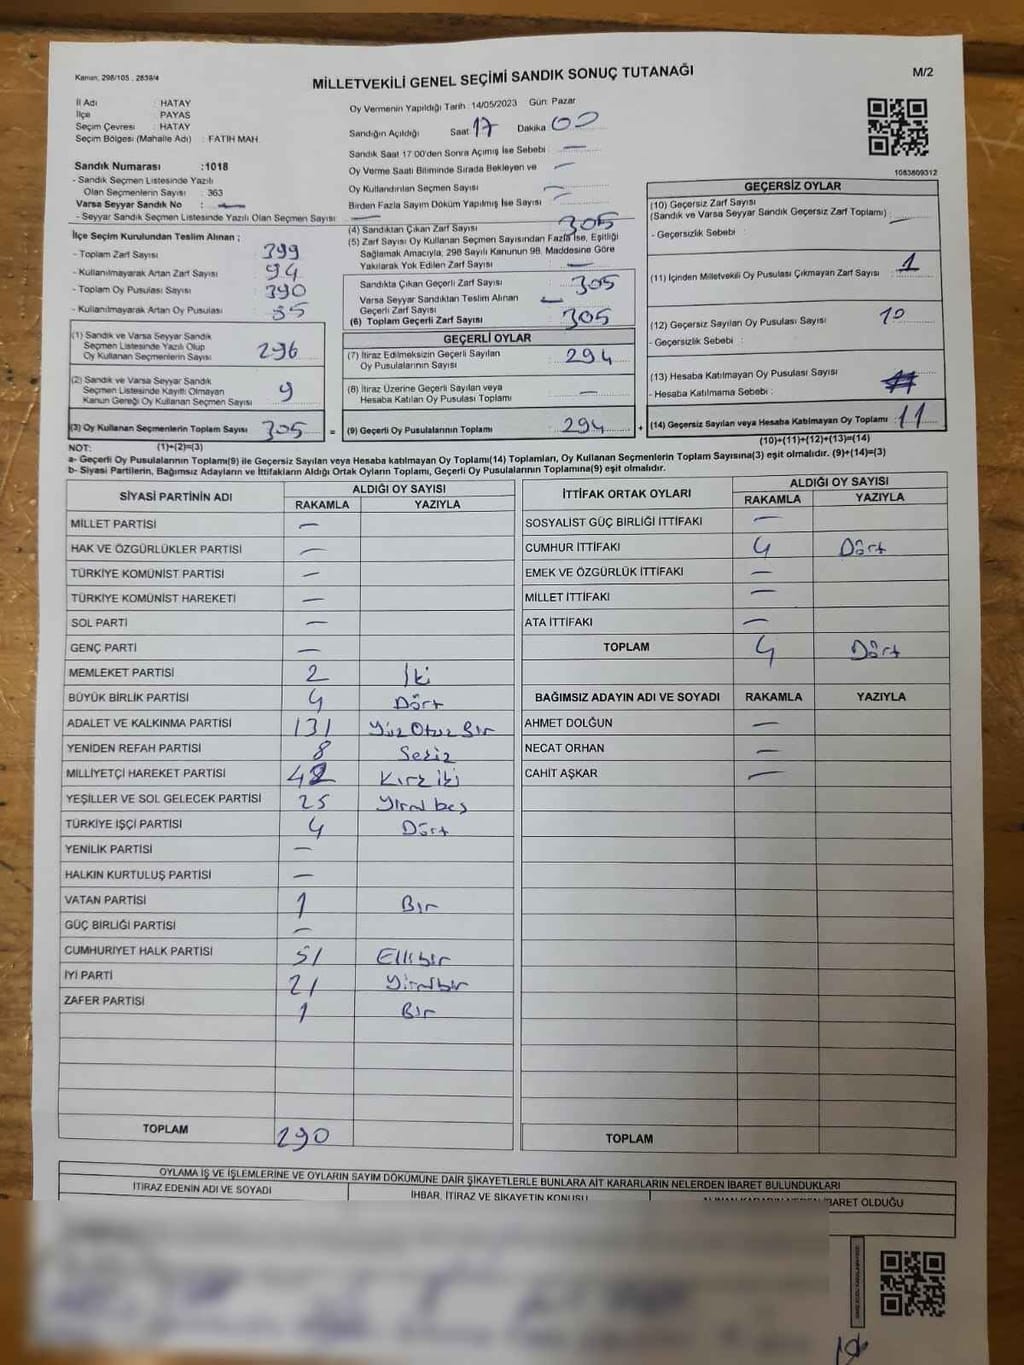 Kanun, 298/105 , 2839/4
MİLLETVEKİLİ GENEL SEÇİMİ SANDIK SONUÇ TUTANAĞI
M/2
İl Adı : HATAY
İlçe : PAYAS
Seçim Çevresi : HATAY
Seçim Bölgesi (Mahalle Adı) : FATIH MAH
Oy Vermenin Yapıldığı Tarih :14/05/2023 Gün: Pazar
Sandığın Açıldığı Saat 17 Dakika 00
Sandık Saat 17:00'den Sonra Açımış İse Sebebi : —
Oy Verme Saati Bitiminde Sırada Bekleyen ve —
Oy Kullandırılan Seçmen Sayısı —
Birden Fazla Sayım Döküm Yapılmış İse Sayısı —
1083809312
Sandık Numarası :1018
- Sandık Seçmen Listesinde Yazılı
Olan Seçmenlerin Sayısı : 363
Varsa Seyyar Sandık No : —
- Seyyar Sandık Seçmen Listesinde Yazılı Olan Seçmen Sayısı: —
İlçe Seçim Kurulundan Teslim Alınan ;
- Toplam Zarf Sayısı 399
- Kullanılmayarak Artan Zarf Sayısı 94
- Toplam Oy Pusulası Sayısı 390
- Kullanılmayarak Artan Oy Pusulası 85
(1) Sandık ve Varsa Seyyar Sandık
Seçmen Listesinde Yazılı Olup
Oy Kullanan Seçmenlerin Sayısı 296
(2) Sandık ve Varsa Seyyar Sandık
Seçmen Listesinde Kayıtlı Olmayan
Kanun Gereği Oy Kullanan Seçmen Sayısı 9
(3) Oy Kullanan Seçmenlerin Toplam Sayısı 305 =
(4) Sandıktan Çıkan Zarf Sayısı 305
(5) Zarf Sayısı Oy Kullanan Seçmen Sayısından Fazla İse, Eşitliği
Sağlamak Amacıyla, 298 Sayılı Kanunun 98. Maddesine Göre
Yakılarak Yok Edilen Zarf Sayısı —
Sandıkta Çıkan Geçerli Zarf Sayısı : 305
Varsa Seyyar Sandıktan Teslim Alınan
Geçerli Zarf Sayısı —
(6) Toplam Geçerli Zarf Sayısı 305
GEÇERLİ OYLAR
(7) İtiraz Edilmeksizin Geçerli Sayılan
Oy Pusulalarının Sayısı 294
(8) İtiraz Üzerine Geçerli Sayılan veya
Hesaba Katılan Oy Pusulası Toplamı —
(9) Geçerli Oy Pusulalarının Toplamı 294 +
GEÇERSİZ OYLAR
(10) Geçersiz Zarf Sayısı
(Sandık ve Varsa Seyyar Sandık Geçersiz Zarf Toplamı) : —
- Geçersizlik Sebebi :
(11) İçinden Milletvekili Oy Pusulası Çıkmayan Zarf Sayısı : 1
(12) Geçersiz Sayılan Oy Pusulası Sayısı : 10
- Geçersizlik Sebebi :
(13) Hesaba Katılmayan Oy Pusulası Sayısı :
- Hesaba Katılmama Sebebi :
(14) Geçersiz Sayılan veya Hesaba Katılmayan Oy Toplamı 11
NOT: (1)+(2)=(3)
(10)+(11)+(12)+(13)=(14)
a- Geçerli Oy Pusulalarının Toplamı(9) ile Geçersiz Sayılan veya Hesaba Katılmayan Oy Toplamı(14) Toplamları, Oy Kullanan Seçmenlerin Toplam Sayısına(3) eşit olmalıdır. (9)+(14)=(3)
b- Siyasi Partilerin, Bağımsız Adayların ve İttifakların Aldığı Ortak Oyların Toplamı, Geçerli Oy Pusulalarının Toplamına(9) eşit olmalıdır.
SİYASİ PARTİNİN ADI ALDIĞI OY SAYISI
RAKAMLA YAZIYLA
MİLLET PARTİSİ —
HAK VE ÖZGÜRLÜKLER PARTİSİ —
TÜRKİYE KOMÜNİST PARTİSİ —
TÜRKİYE KOMÜNİST HAREKETİ —
SOL PARTİ —
GENÇ PARTİ —
MEMLEKET PARTİSİ 2 İki
BÜYÜK BİRLİK PARTİSİ 4 Dört
ADALET VE KALKINMA PARTİSİ 131 Yüz Otuz Bir
YENİDEN REFAH PARTİSİ 8 Sekiz
MİLLİYETÇİ HAREKET PARTİSİ 42 Kırk iki
YEŞİLLER VE SOL GELECEK PARTİSİ 25 Yirmi beş
TÜRKİYE İŞÇİ PARTİSİ 4 Dört
YENİLİK PARTİSİ —
HALKIN KURTULUŞ PARTİSİ —
VATAN PARTİSİ 1 Bir
GÜÇ BİRLİĞİ PARTİSİ —
CUMHURİYET HALK PARTİSİ 51 Ellibir
İYİ PARTİ 21 Yirmibir
ZAFER PARTİSİ 1 Bir
TOPLAM 290
İTTİFAK ORTAK OYLARI ALDIĞI OY SAYISI
RAKAMLA YAZIYLA
SOSYALİST GÜÇ BİRLİĞİ İTTİFAKI —
CUMHUR İTTİFAKI 4 Dört
EMEK VE ÖZGÜRLÜK İTTİFAKI —
MİLLET İTTİFAKI —
ATA İTTİFAKI —
TOPLAM 4 Dört
BAĞIMSIZ ADAYIN ADI VE SOYADI RAKAMLA YAZIYLA
AHMET DOLĞUN —
NECAT ORHAN —
CAHİT AŞKAR —
TOPLAM
OYLAMA İŞ VE İŞLEMLERİNE VE OYLARIN SAYIM DÖKÜMÜNE DAİR ŞİKAYETLERLE BUNLARA AİT KARARLARIN NELERDEN İBARET BULUNDUKLARI
İTİRAZ EDENİN ADI VE SOYADI
İHBAR, İTİRAZ VE ŞİKAYETİN KONUSU
İBARET OLDUĞU